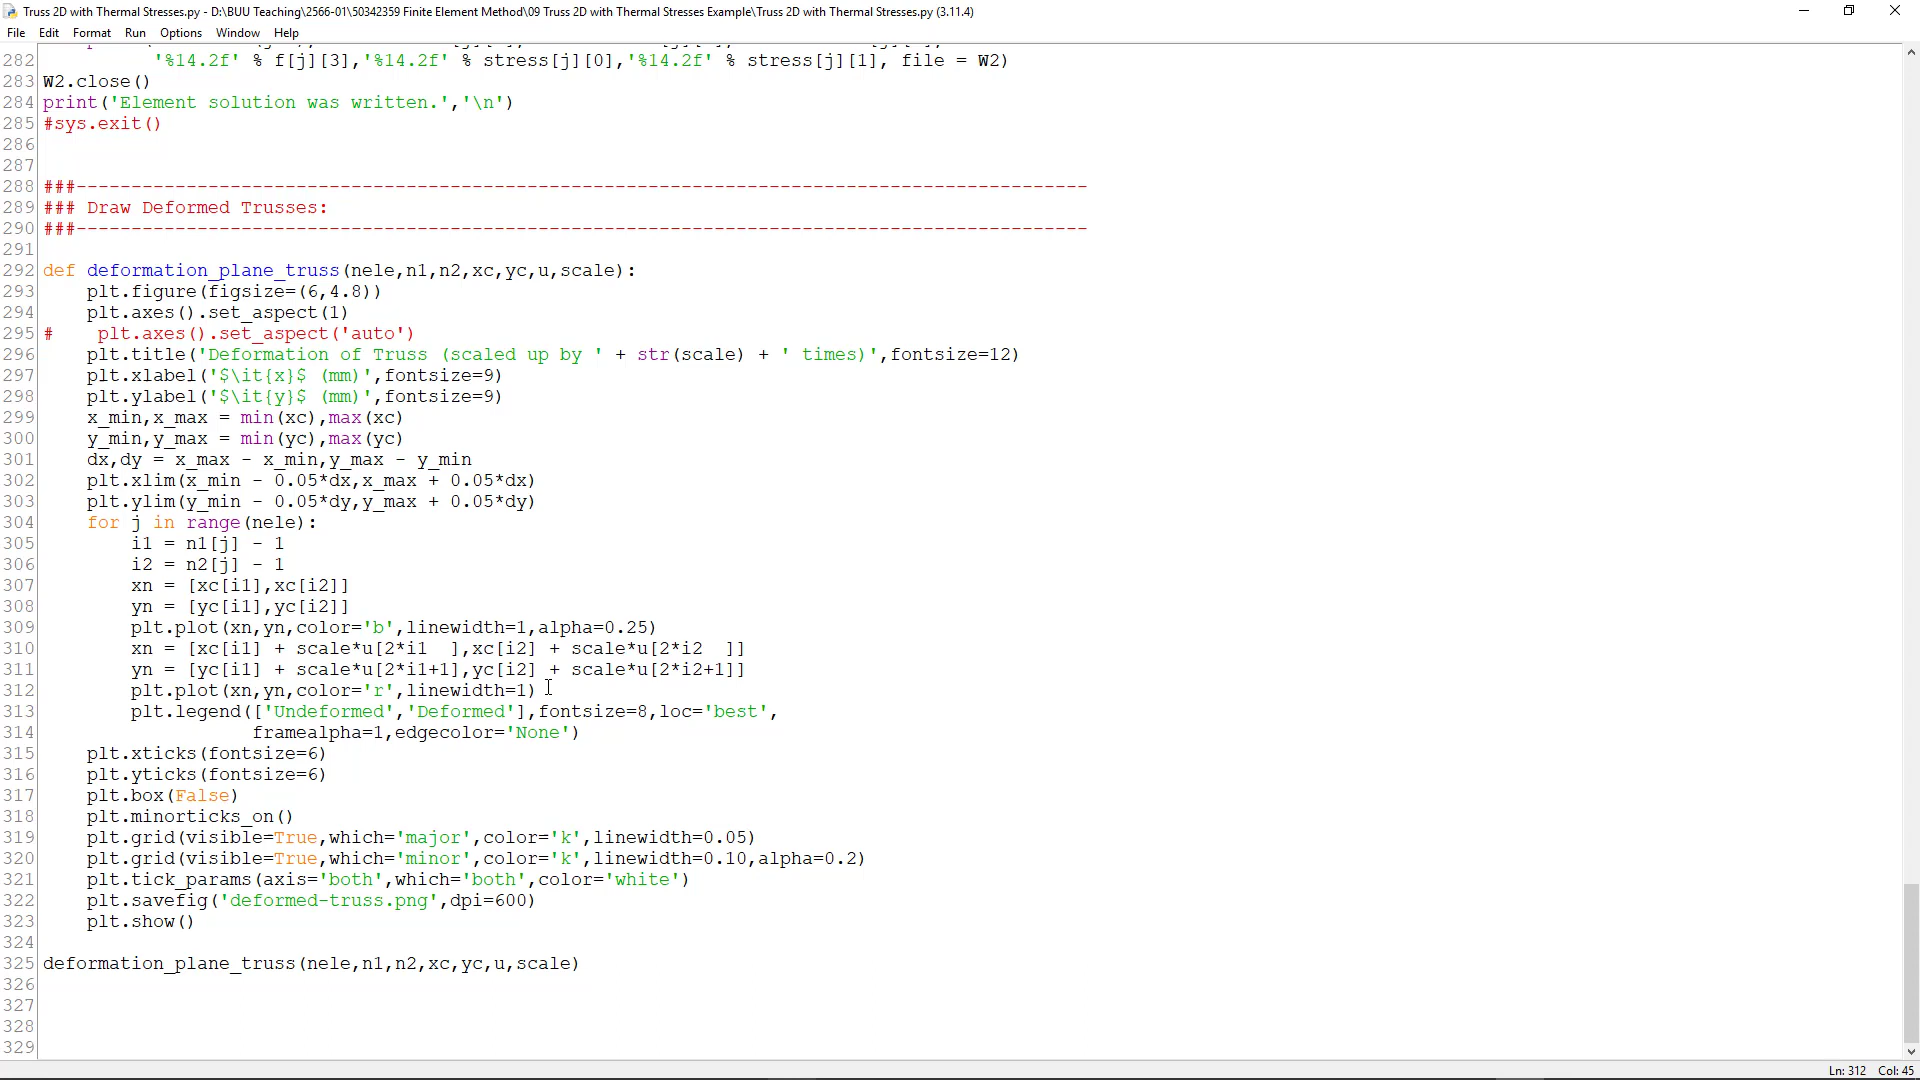 Truss 2D with Thermal Stresses.py - D:\BUU Teaching\2566-01\50342359 Finite Element Method\09 Truss 2D with Thermal Stresses Example\Truss 2D with Thermal Stresses.py (3.11.4)
File Edit Format Run Options Window Help
282 '%14.2f' % f[j][3],'%14.2f' % stress[j][0],'%14.2f' % stress[j][1], file = W2)
283 W2.close()
284 print('Element solution was written.','\n')
285 #sys.exit()
286
287
288 ###--------------------------------------------------------------------------------------------
289 ### Draw Deformed Trusses:
290 ###--------------------------------------------------------------------------------------------
291
292 def deformation_plane_truss(nele,n1,n2,xc,yc,u,scale):
293     plt.figure(figsize=(6,4.8))
294     plt.axes().set_aspect(1)
295 #    plt.axes().set_aspect('auto')
296     plt.title('Deformation of Truss (scaled up by ' + str(scale) + ' times)',fontsize=12)
297     plt.xlabel('$\it{x}$ (mm)',fontsize=9)
298     plt.ylabel('$\it{y}$ (mm)',fontsize=9)
299     x_min,x_max = min(xc),max(xc)
300     y_min,y_max = min(yc),max(yc)
301     dx,dy = x_max - x_min,y_max - y_min
302     plt.xlim(x_min - 0.05*dx,x_max + 0.05*dx)
303     plt.ylim(y_min - 0.05*dy,y_max + 0.05*dy)
304     for j in range(nele):
305         i1 = n1[j] - 1
306         i2 = n2[j] - 1
307         xn = [xc[i1],xc[i2]]
308         yn = [yc[i1],yc[i2]]
309         plt.plot(xn,yn,color='b',linewidth=1,alpha=0.25)
310         xn = [xc[i1] + scale*u[2*i1  ],xc[i2] + scale*u[2*i2  ]]
311         yn = [yc[i1] + scale*u[2*i1+1],yc[i2] + scale*u[2*i2+1]]
312         plt.plot(xn,yn,color='r',linewidth=1)
313         plt.legend(['Undeformed','Deformed'],fontsize=8,loc='best',
314                    framealpha=1,edgecolor='None')
315     plt.xticks(fontsize=6)
316     plt.yticks(fontsize=6)
317     plt.box(False)
318     plt.minorticks_on()
319     plt.grid(visible=True,which='major',color='k',linewidth=0.05)
320     plt.grid(visible=True,which='minor',color='k',linewidth=0.10,alpha=0.2)
321     plt.tick_params(axis='both',which='both',color='white')
322     plt.savefig('deformed-truss.png',dpi=600)
323     plt.show()
324
325 deformation_plane_truss(nele,n1,n2,xc,yc,u,scale)
326
327
328
329
Ln: 312 Col: 45